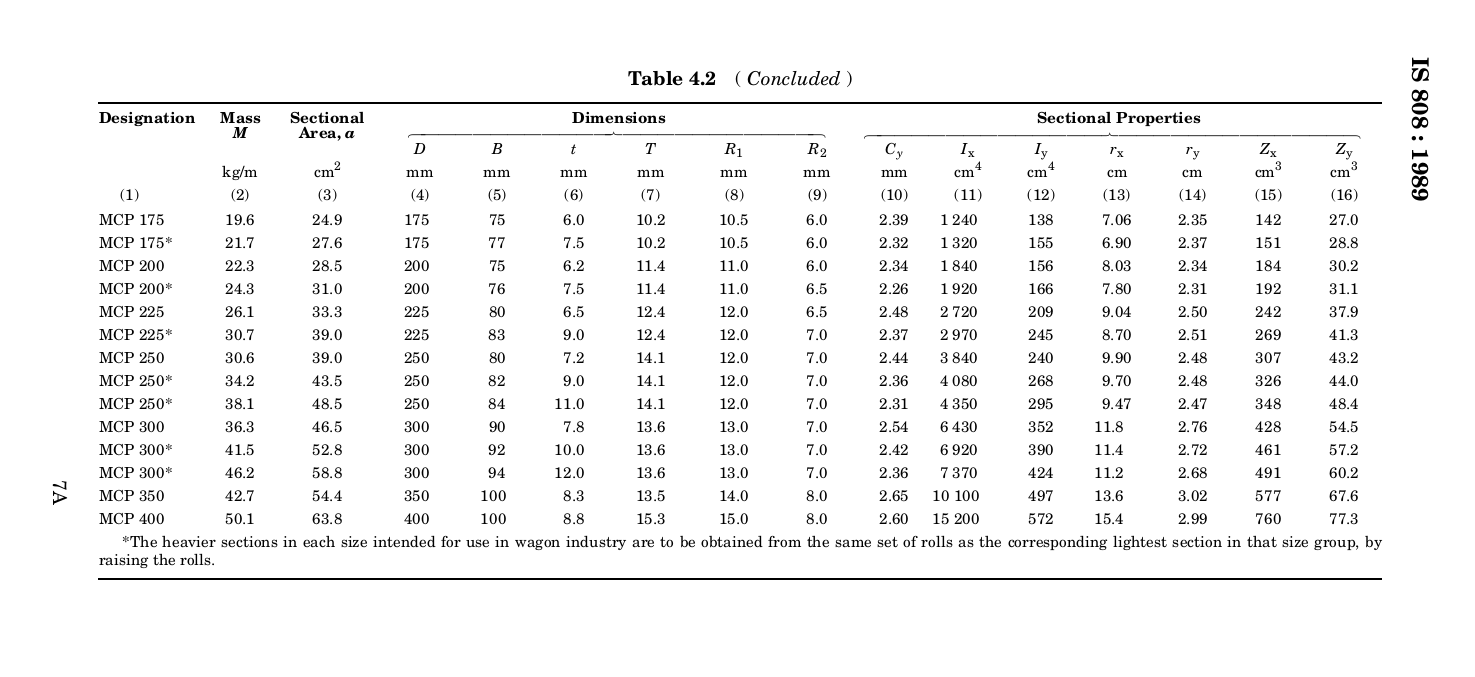 Table 4.2 ( Concluded )
IS 808 : 1989
Designation Mass Sectional Dimensions Sectional Properties
M Area, a
D B t T R1 R2 Cy Ix Iy rx ry Zx Zy
kg/m cm2 mm mm mm mm mm mm mm cm4 cm4 cm cm cm3 cm3
(1) (2) (3) (4) (5) (6) (7) (8) (9) (10) (11) (12) (13) (14) (15) (16)
MCP 175 19.6 24.9 175 75 6.0 10.2 10.5 6.0 2.39 1 240 138 7.06 2.35 142 27.0
MCP 175* 21.7 27.6 175 77 7.5 10.2 10.5 6.0 2.32 1 320 155 6.90 2.37 151 28.8
MCP 200 22.3 28.5 200 75 6.2 11.4 11.0 6.0 2.34 1 840 156 8.03 2.34 184 30.2
MCP 200* 24.3 31.0 200 76 7.5 11.4 11.0 6.5 2.26 1 920 166 7.80 2.31 192 31.1
MCP 225 26.1 33.3 225 80 6.5 12.4 12.0 6.5 2.48 2 720 209 9.04 2.50 242 37.9
MCP 225* 30.7 39.0 225 83 9.0 12.4 12.0 7.0 2.37 2 970 245 8.70 2.51 269 41.3
MCP 250 30.6 39.0 250 80 7.2 14.1 12.0 7.0 2.44 3 840 240 9.90 2.48 307 43.2
MCP 250* 34.2 43.5 250 82 9.0 14.1 12.0 7.0 2.36 4 080 268 9.70 2.48 326 44.0
MCP 250* 38.1 48.5 250 84 11.0 14.1 12.0 7.0 2.31 4 350 295 9.47 2.47 348 48.4
MCP 300 36.3 46.5 300 90 7.8 13.6 13.0 7.0 2.54 6 430 352 11.8 2.76 428 54.5
MCP 300* 41.5 52.8 300 92 10.0 13.6 13.0 7.0 2.42 6 920 390 11.4 2.72 461 57.2
MCP 300* 46.2 58.8 300 94 12.0 13.6 13.0 7.0 2.36 7 370 424 11.2 2.68 491 60.2
MCP 350 42.7 54.4 350 100 8.3 13.5 14.0 8.0 2.65 10 100 497 13.6 3.02 577 67.6
MCP 400 50.1 63.8 400 100 8.8 15.3 15.0 8.0 2.60 15 200 572 15.4 2.99 760 77.3
*The heavier sections in each size intended for use in wagon industry are to be obtained from the same set of rolls as the corresponding lightest section in that size group, by
raising the rolls.
7A